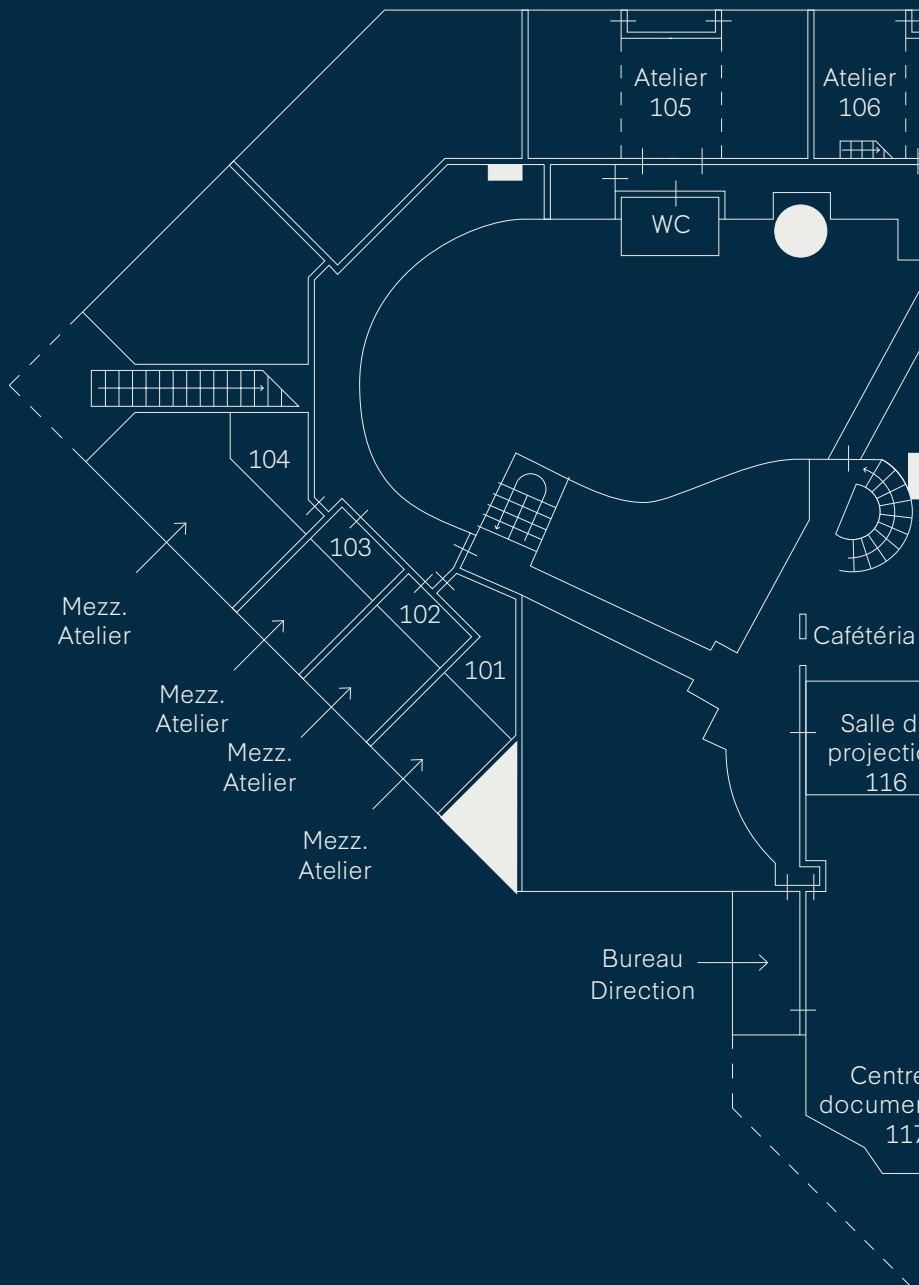 Atelier
105
Atelier
106
WC
104
103
102
101
Mezz.
Atelier
Mezz.
Atelier
Mezz.
Atelier
Mezz.
Atelier
Cafétéria
Salle d
projectio
116
Bureau
Direction
Centre
documen
117